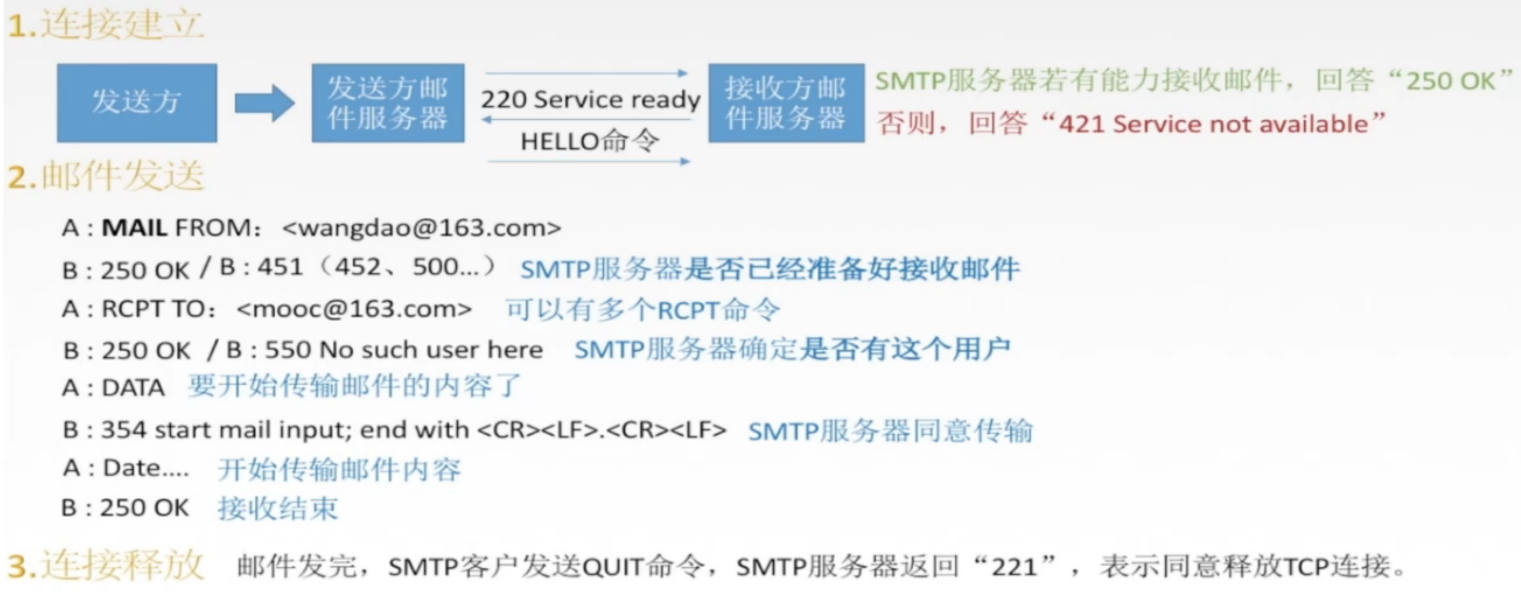 1.连接建立
发送方
发送方邮
件服务器
220 Service ready
HELLO命令
接收方邮
件服务器
SMTP服务器若有能力接收邮件，回答“250 OK”
否则，回答“421 Service not available”
2.邮件发送
A : MAIL FROM：<wangdao@163.com>
B : 250 OK / B : 451（452、500...） SMTP服务器是否已经准备好接收邮件
A : RCPT TO：<mooc@163.com> 可以有多个RCPT命令
B : 250 OK / B : 550 No such user here SMTP服务器确定是否有这个用户
A : DATA 要开始传输邮件的内容了
B : 354 start mail input; end with <CR><LF>.<CR><LF> SMTP服务器同意传输
A : Date.... 开始传输邮件内容
B : 250 OK 接收结束
3.连接释放 邮件发完，SMTP客户发送QUIT命令，SMTP服务器返回“221”，表示同意释放TCP连接。